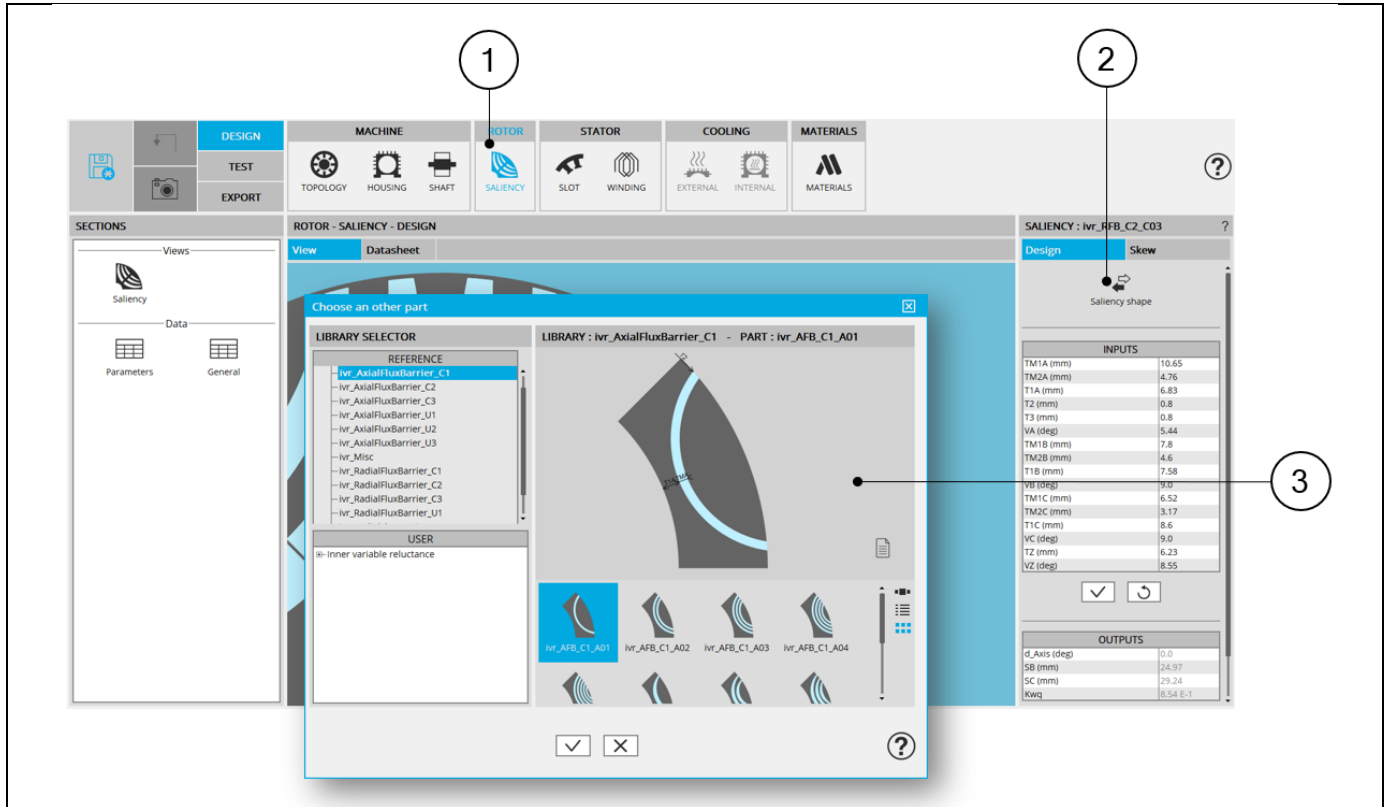 1
2
DESIGN
TEST
EXPORT
MACHINE
ROTOR
STATOR
COOLING
MATERIALS
TOPOLOGY
HOUSING
SHAFT
SALIENCY
SLOT
WINDING
EXTERNAL
INTERNAL
MATERIALS
?
SECTIONS
Views
Saliency
Data
Parameters
General
ROTOR - SALIENCY - DESIGN
View
Datasheet
Choose an other part
LIBRARY SELECTOR
REFERENCE
ivr_AxialFluxBarrier_C1
ivr_AxialFluxBarrier_C2
ivr_AxialFluxBarrier_C3
ivr_AxialFluxBarrier_U1
ivr_AxialFluxBarrier_U2
ivr_AxialFluxBarrier_U3
ivr_Misc
ivr_RadialFluxBarrier_C1
ivr_RadialFluxBarrier_C2
ivr_RadialFluxBarrier_C3
ivr_RadialFluxBarrier_U1
USER
Inner variable reluctance
LIBRARY : ivr_AxialFluxBarrier_C1 - PART : ivr_AFB_C1_A01
ivr_AFB_C1_A01
ivr_AFB_C1_A02
ivr_AFB_C1_A03
ivr_AFB_C1_A04
?
SALIENCY : ivr_RFB_C2_C03 ?
Design
Skew
Saliency shape
INPUTS
TM1A (mm) 10.65
TM2A (mm) 4.76
T1A (mm) 6.83
T2 (mm) 0.8
T3 (mm) 0.8
VA (deg) 5.44
TM1B (mm) 7.8
TM2B (mm) 4.6
T1B (mm) 7.58
VB (deg) 9.0
TM1C (mm) 6.52
TM2C (mm) 3.17
T1C (mm) 8.6
VC (deg) 9.0
TZ (mm) 6.23
VZ (deg) 8.55
OUTPUTS
d_Axis (deg) 0.0
SB (mm) 24.97
SC (mm) 29.24
Kwq 8.54 E-1
3